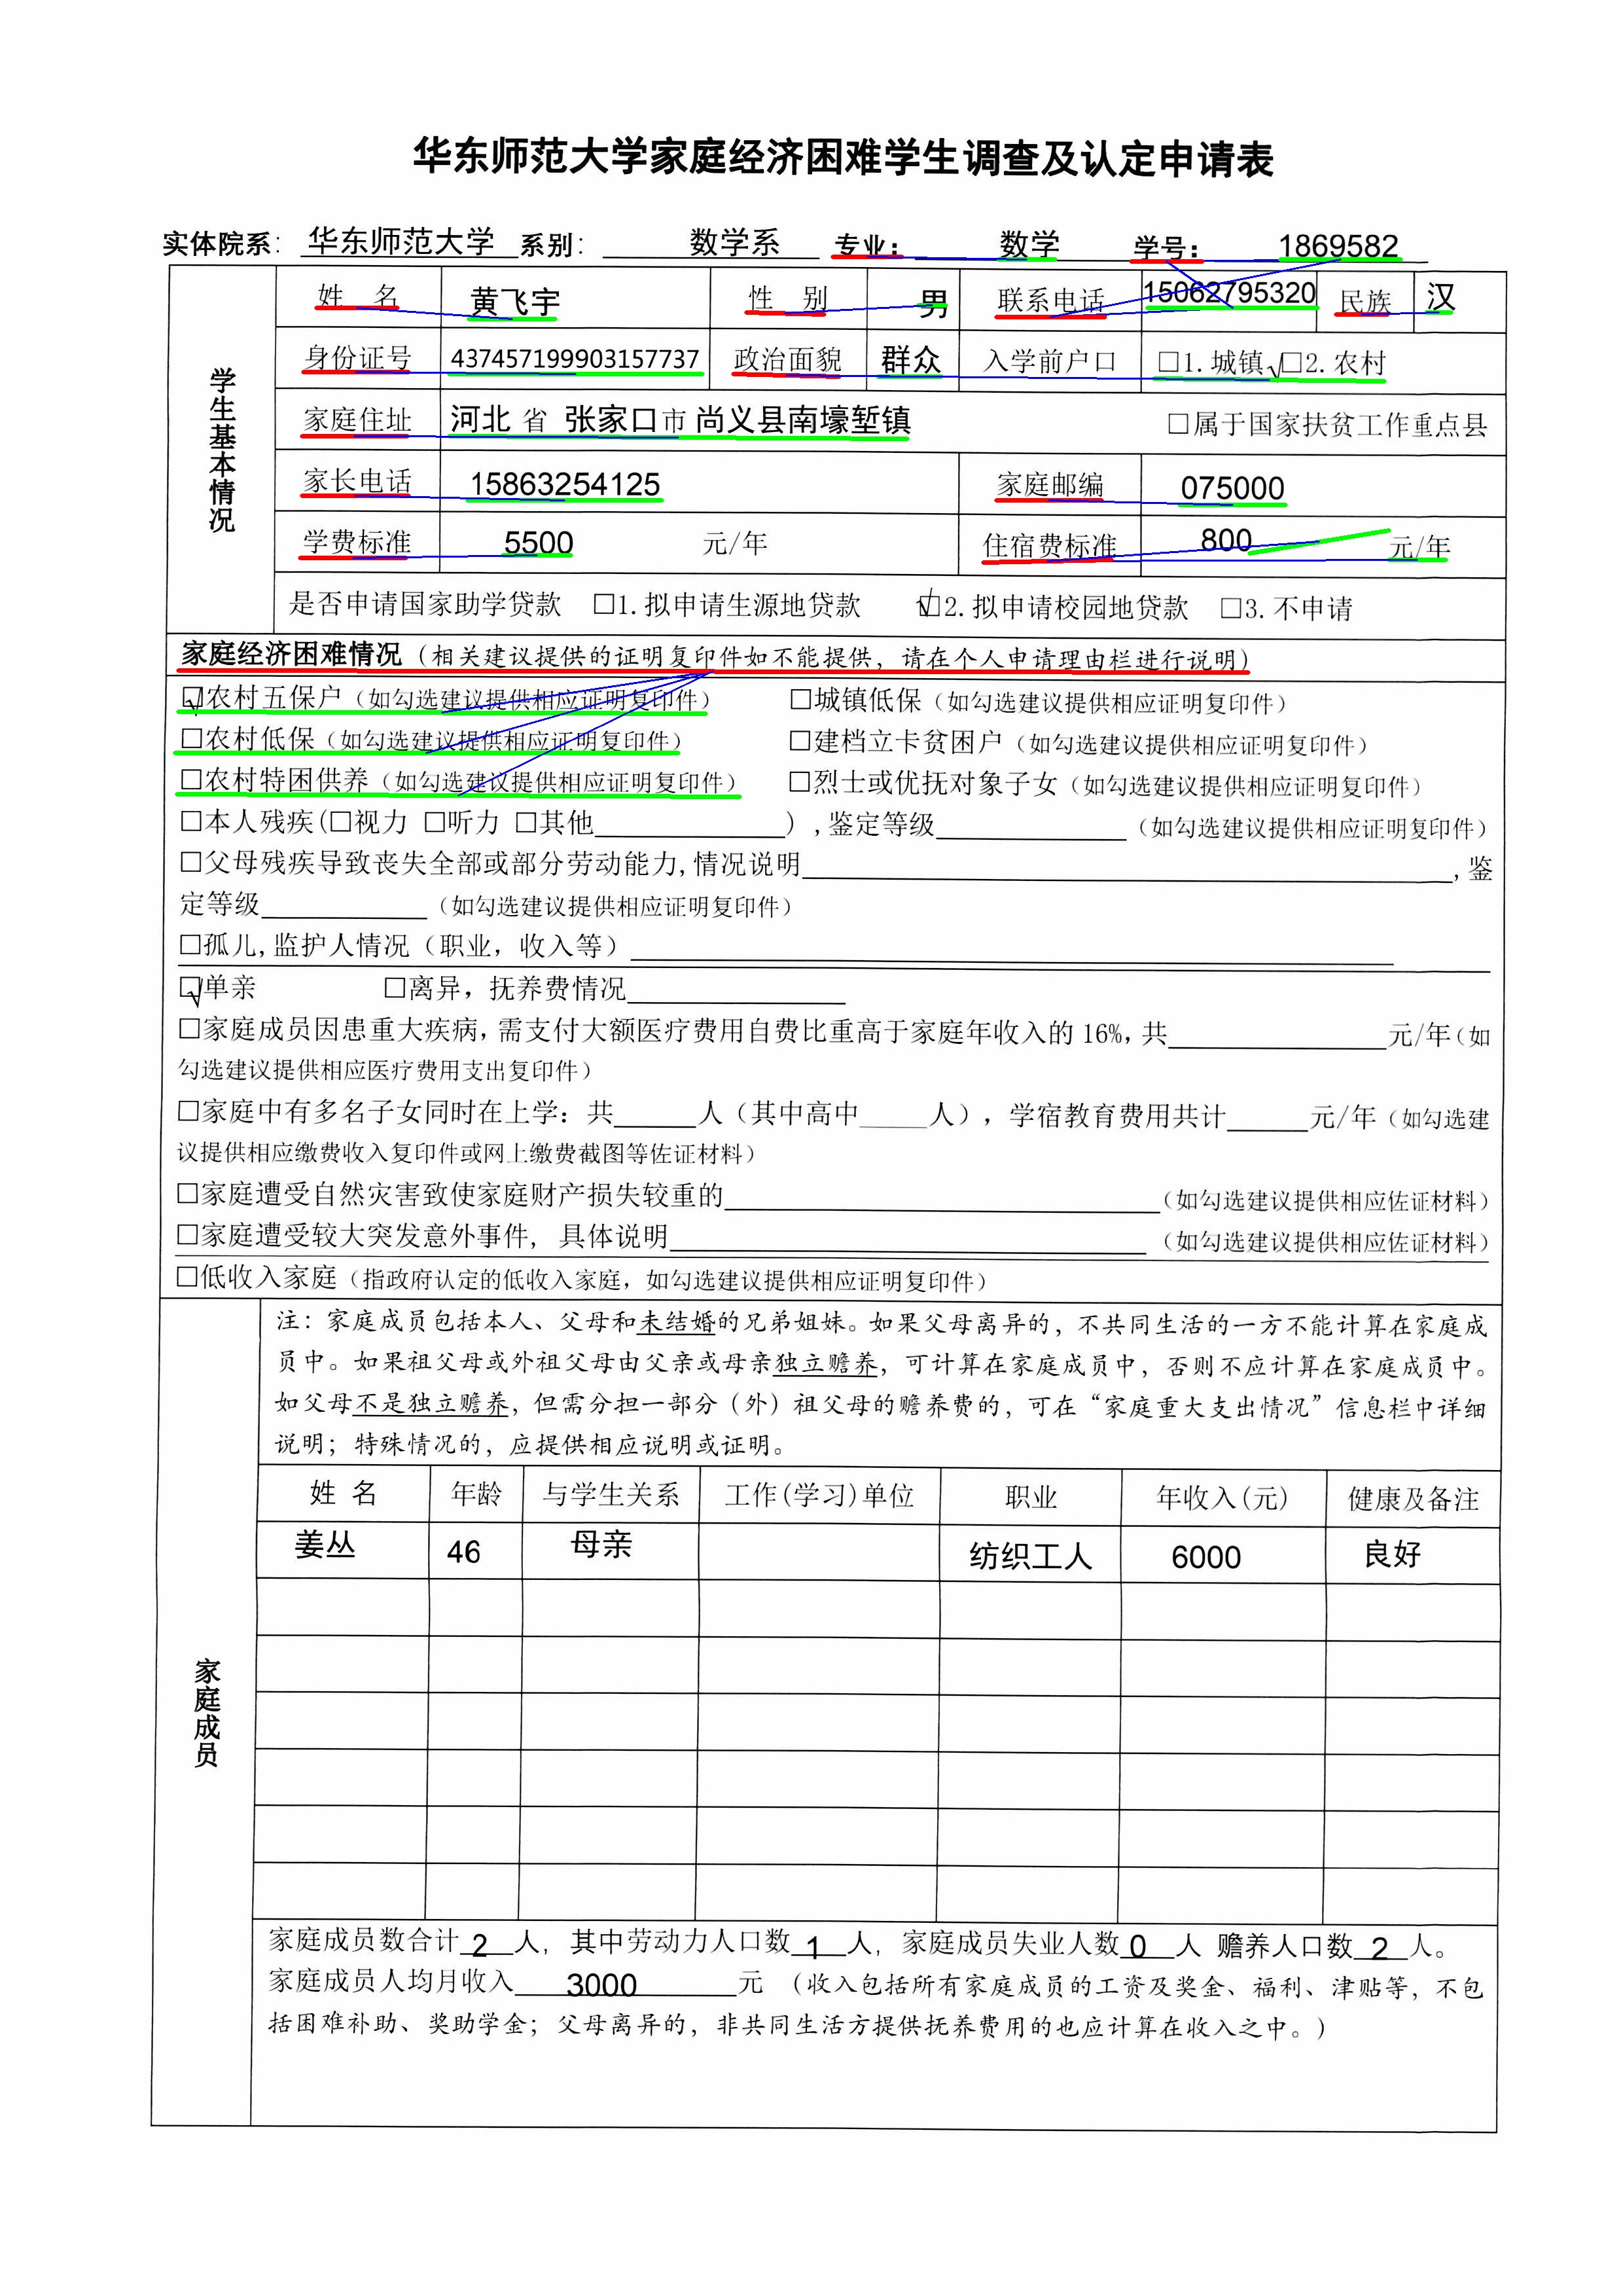 华东师范大学家庭经济困难学生调查及认定申请表
实体院系：华东师范大学 系别：数学系 专业：数学 学号：1869582
学生基本情况
姓 名 黄飞宇 性 别 男 联系电话 15062795320 民族 汉
身份证号 437457199903157737 政治面貌 群众 入学前户口 □1.城镇√□2.农村
家庭住址 河北 省 张家口市 尚义县南壕堑镇 □属于国家扶贫工作重点县
家长电话 15863254125 家庭邮编 075000
学费标准 5500 元/年 住宿费标准 800 元/年
是否申请国家助学贷款 □1.拟申请生源地贷款 ☑2.拟申请校园地贷款 □3.不申请
家庭经济困难情况（相关建议提供的证明复印件如不能提供，请在个人申请理由栏进行说明）
☑农村五保户（如勾选建议提供相应证明复印件） □城镇低保（如勾选建议提供相应证明复印件）
□农村低保（如勾选建议提供相应证明复印件） □建档立卡贫困户（如勾选建议提供相应证明复印件）
□农村特困供养（如勾选建议提供相应证明复印件） □烈士或优抚对象子女（如勾选建议提供相应证明复印件）
□本人残疾(□视力 □听力 □其他______)，鉴定等级______（如勾选建议提供相应证明复印件）
□父母残疾导致丧失全部或部分劳动能力,情况说明______,鉴
定等级______（如勾选建议提供相应证明复印件）
□孤儿,监护人情况（职业，收入等）______
☑单亲 □离异，抚养费情况______
□家庭成员因患重大疾病,需支付大额医疗费用自费比重高于家庭年收入的16%,共______元/年（如
勾选建议提供相应医疗费用支出复印件）
□家庭中有多名子女同时在上学：共____人（其中高中____人），学宿教育费用共计____元/年（如勾选建
议提供相应缴费收入复印件或网上缴费截图等佐证材料）
□家庭遭受自然灾害致使家庭财产损失较重的______（如勾选建议提供相应佐证材料）
□家庭遭受较大突发意外事件, 具体说明______（如勾选建议提供相应佐证材料）
□低收入家庭（指政府认定的低收入家庭，如勾选建议提供相应证明复印件）
家庭成员
注：家庭成员包括本人、父母和未结婚的兄弟姐妹。如果父母离异的，不共同生活的一方不能计算在家庭成
员中。如果祖父母或外祖父母由父亲或母亲独立赡养，可计算在家庭成员中，否则不应计算在家庭成员中。
如父母不是独立赡养，但需分担一部分（外）祖父母的赡养费的，可在“家庭重大支出情况”信息栏中详细
说明；特殊情况的，应提供相应说明或证明。
姓 名 年龄 与学生关系 工作(学习)单位 职业 年收入(元) 健康及备注
姜丛 46 母亲 纺织工人 6000 良好
家庭成员数合计 2 人，其中劳动力人口数 1 人，家庭成员失业人数 0 人 赡养人口数 2 人。
家庭成员人均月收入 3000 元 （收入包括所有家庭成员的工资及奖金、福利、津贴等，不包
括困难补助、奖助学金；父母离异的，非共同生活方提供抚养费用的也应计算在收入之中。）